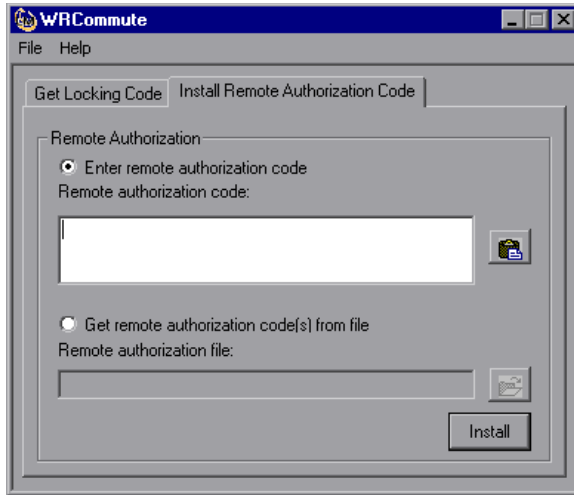 WRCommute
File Help
Get Locking Code Install Remote Authorization Code
Remote Authorization
Enter remote authorization code
Remote authorization code:
Get remote authorization code(s) from file
Remote authorization file:
Install